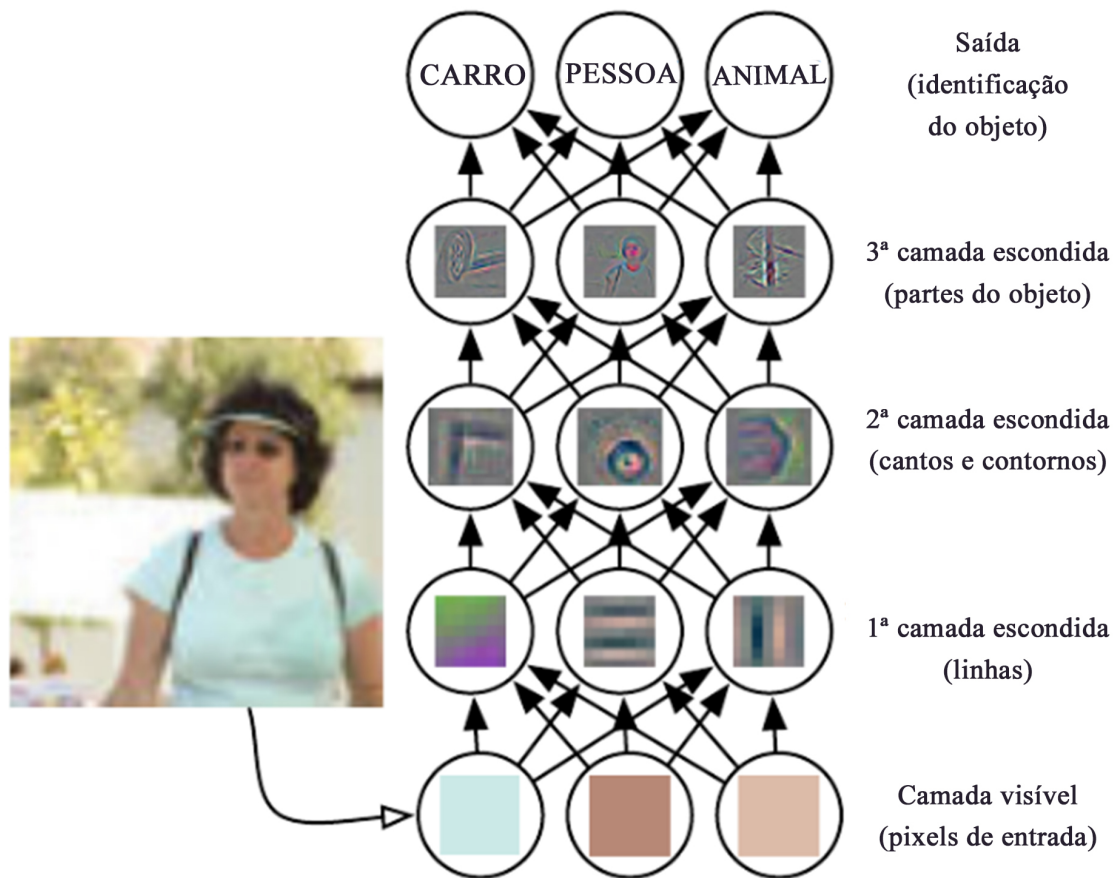 CARRO
PESSOA
ANIMAL
Saída
(identificação
do objeto)
3ª camada escondida
(partes do objeto)
2ª camada escondida
(cantos e contornos)
1ª camada escondida
(linhas)
Camada visível
(pixels de entrada)